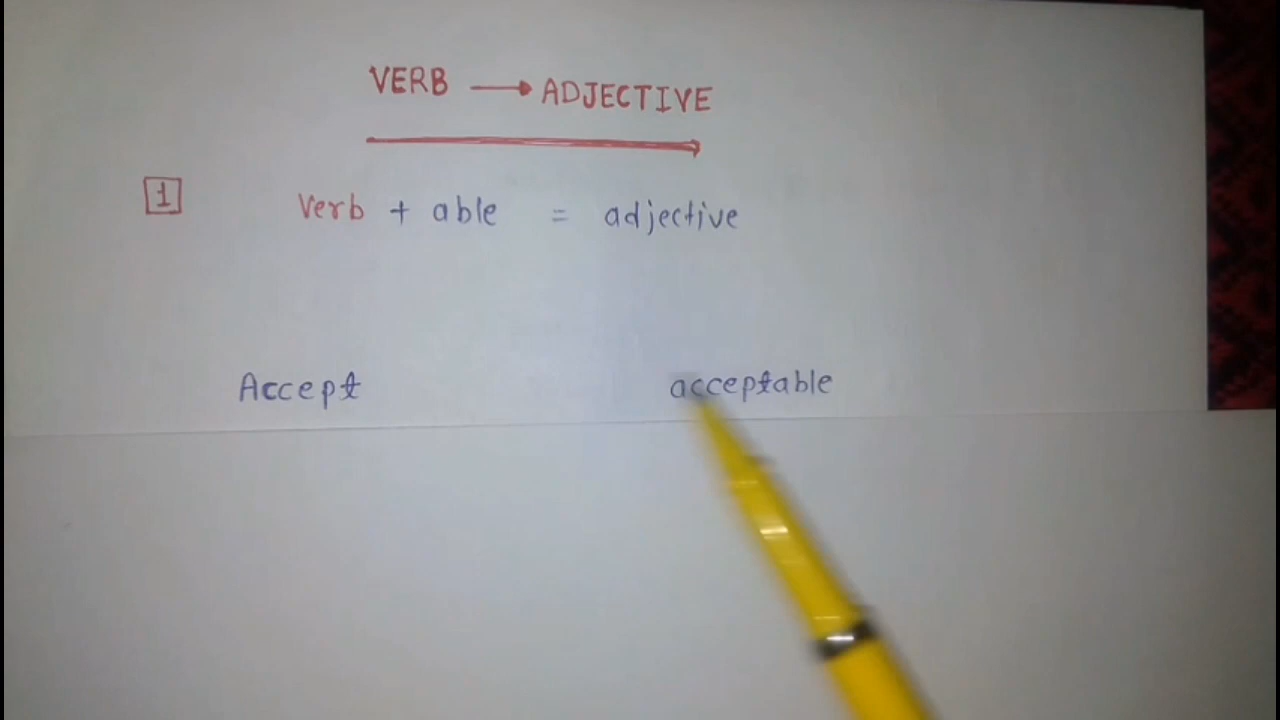 VERB → ADJECTIVE
1 Verb + able = adjective
Accept acceptable